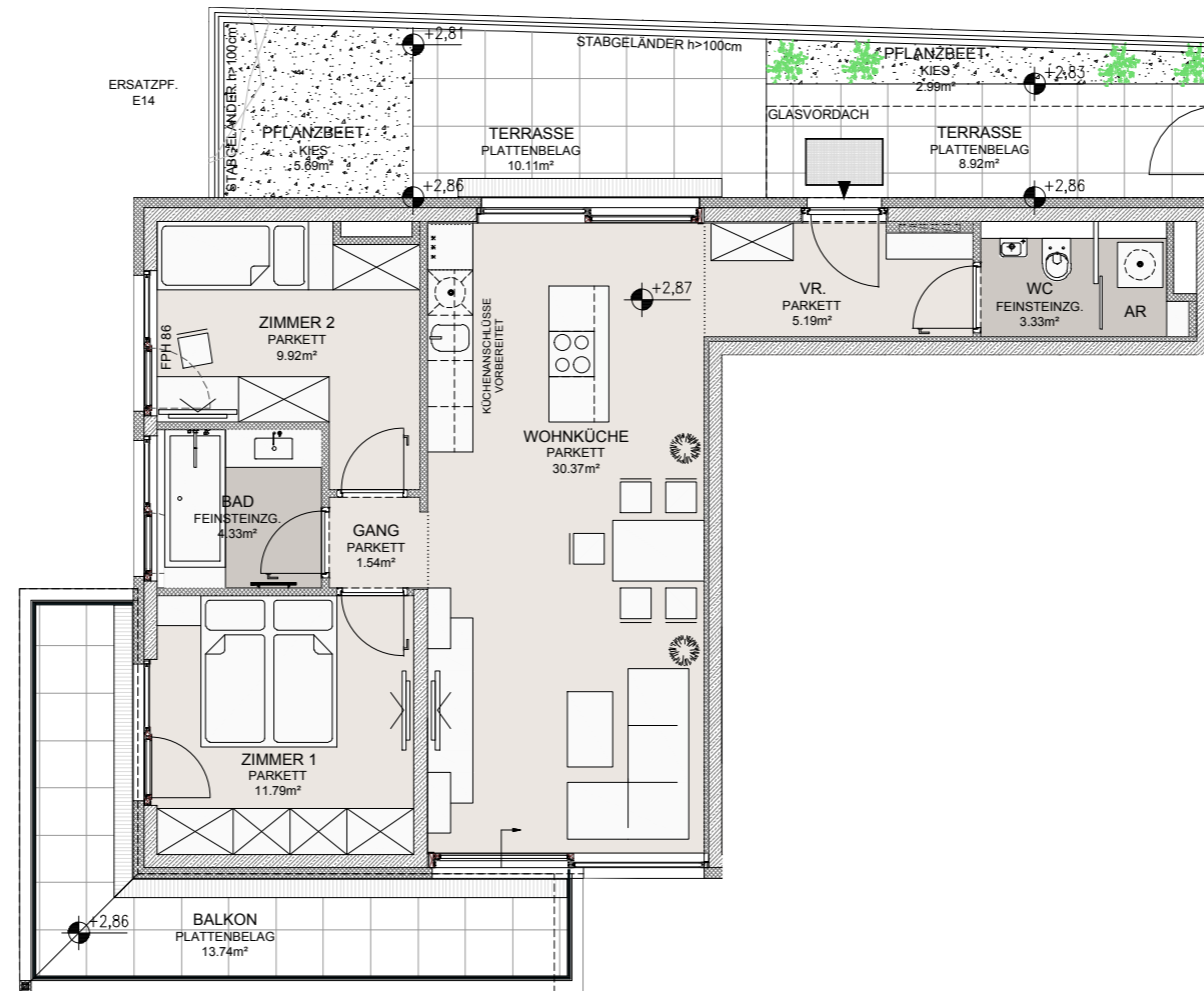 +2,81
STABGELÄNDER h>100cm
PFLANZBEET
KIES
2.99m²
+2,83
ERSATZPF.
E14
STABGELÄNDER h>100cm
GLASVORDACH
PFLANZBEET
KIES
5.69m²
TERRASSE
PLATTENBELAG
10.11m²
TERRASSE
PLATTENBELAG
8.92m²
+2,86
+2,86
+2,87
VR.
PARKETT
5.19m²
WC
FEINSTEINZG.
3.33m²
AR
ZIMMER 2
PARKETT
9.92m²
FPH 86
KÜCHENANSCHLÜSSE
VORBEREITET
WOHNKÜCHE
PARKETT
30.37m²
BAD
FEINSTEINZG.
4.33m²
GANG
PARKETT
1.54m²
ZIMMER 1
PARKETT
11.79m²
+2,86
BALKON
PLATTENBELAG
13.74m²